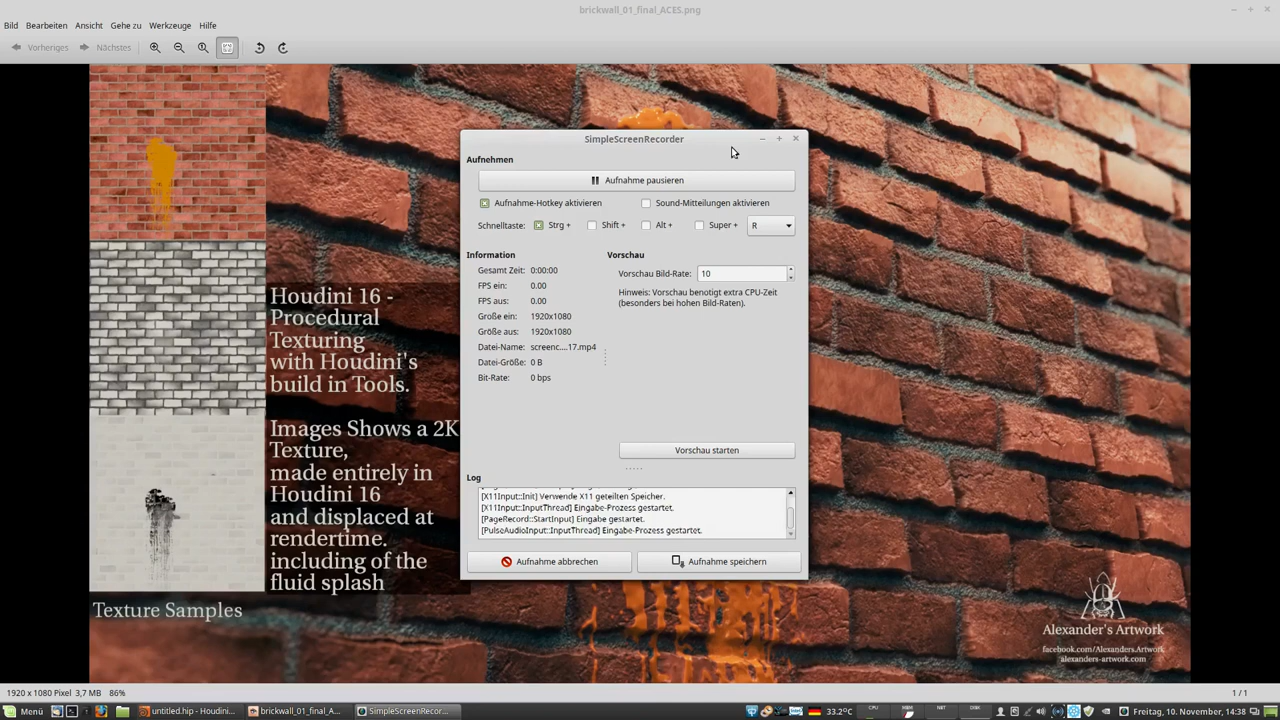 brickwall_01_final_ACES.png
Bild Bearbeiten Ansicht Gehe zu Werkzeuge Hilfe
Vorheriges Nächstes
SimpleScreenRecorder
Aufnehmen
Aufnahme pausieren
Aufnahme-Hotkey aktivieren Sound-Mitteilungen aktivieren
Schnelltaste: Strg + Shift + Alt + Super + R
Information Vorschau
Gesamt Zeit: 0:00:00
FPS ein: 0.00
FPS aus: 0.00
Große ein: 1920x1080
Größe aus: 1920x1080
Datei-Name: screenc....17.mp4
Datei-Größe: 0 B
Bit-Rate: 0 bps
Vorschau Bild-Rate: 10
Hinweis: Vorschau benotigt extra CPU-Zeit
(besonders bei hohen Bild-Raten).
Vorschau starten
Log
[X11Input::Init] Verwende X11 geteilten Speicher.
[X11Input::InputThread] Eingabe-Prozess gestartet.
[PageRecord::StartInput] Eingabe gestartet.
[PulseAudioInput::InputThread] Eingabe-Prozess gestartet.
Aufnahme abbrechen Aufnahme speichern
Houdini 16 -
Procedural
Texturing
with Houdini's
build in Tools.
Images Shows a 2K
Texture,
made entirely in
Houdini 16
and displaced at
rendertime.
including of the
fluid splash
Texture Samples
Alexander's Artwork
facebook.com/Alexanders.Artwork
alexanders-artwork.com
1920 x 1080 Pixel 3,7 MB 86% 1 / 1
Menü untitled.hip - Houdini... brickwall_01_final_A... SimpleScreenRecor... 33.2°C CPU MEM NET DISK Freitag, 10. November, 14:38